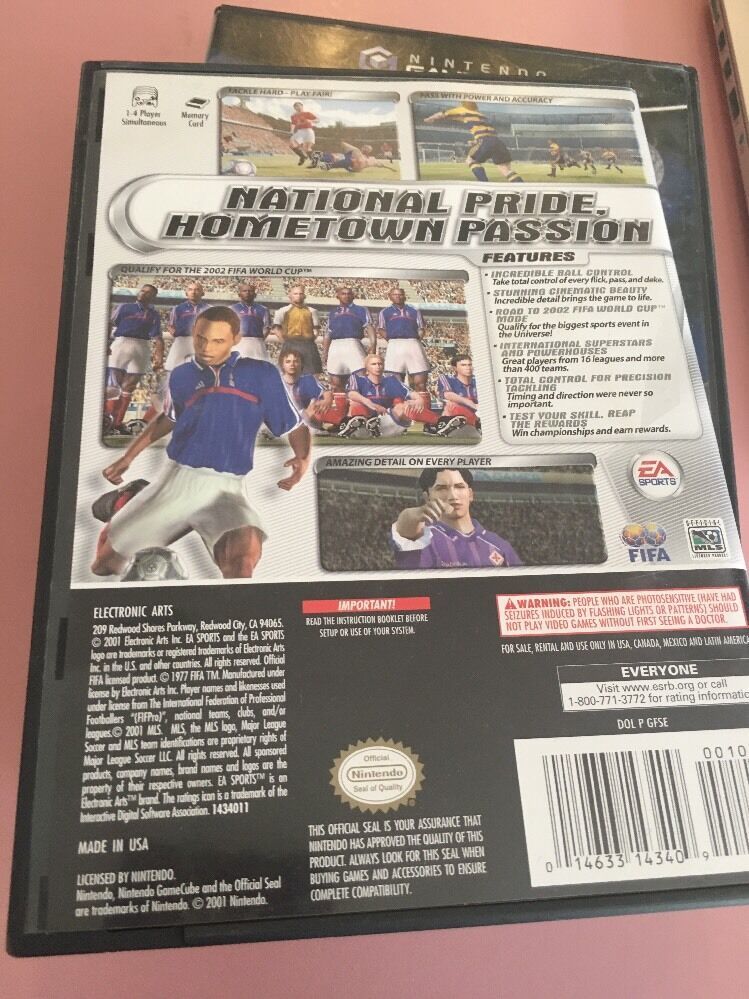 NINTENDO
1-4 Player
Simultaneous
Memory
Card
TACKLE HARD - PLAY FAIR!
PASS WITH POWER AND ACCURACY
NATIONAL PRIDE,
HOMETOWN PASSION
FEATURES
QUALIFY FOR THE 2002 FIFA WORLD CUP™
• INCREDIBLE BALL CONTROL
Take total control of every flick, pass, and deke.
• STUNNING CINEMATIC BEAUTY
Incredible detail brings the game to life.
• ROAD TO 2002 FIFA WORLD CUP™
MODE
Qualify for the biggest sports event in
the Universe!
• INTERNATIONAL SUPERSTARS
AND POWERHOUSES
Great players from 16 leagues and more
than 400 teams.
• TOTAL CONTROL FOR PRECISION
TACKLING
Timing and direction were never so
important.
• TEST YOUR SKILL, REAP
THE REWARDS
Win championships and earn rewards.
AMAZING DETAIL ON EVERY PLAYER
EA
SPORTS
FIFA
OFFICIAL
MLS
LICENSED PRODUCT
ELECTRONIC ARTS
209 Redwood Shores Parkway, Redwood City, CA 94065.
© 2001 Electronic Arts Inc. EA SPORTS and the EA SPORTS
logo are trademarks or registered trademarks of Electronic Arts
Inc. in the U.S. and other countries. All rights reserved. Official
FIFA licensed product. © 1977 FIFA TM. Manufactured under
license by Electronic Arts Inc. Player names and likenesses used
under license from The International Federation of Professional
Footballers "(FIFPro)", national teams, clubs, and/or
leagues.© 2001 MLS. MLS, the MLS logo, Major League
Soccer and MLS team identifications are proprietary rights of
Major League Soccer LLC. All rights reserved. All sponsored
products, company names, brand names and logos are the
property of their respective owners. EA SPORTS™ is an
Electronic Arts™ brand. The ratings icon is a trademark of the
Interactive Digital Software Association. 1434011
MADE IN USA
LICENSED BY NINTENDO.
Nintendo, Nintendo GameCube and the Official Seal
are trademarks of Nintendo. © 2001 Nintendo.
IMPORTANT!
READ THE INSTRUCTION BOOKLET BEFORE
SETUP OR USE OF YOUR SYSTEM.
WARNING: PEOPLE WHO ARE PHOTOSENSITIVE (HAVE HAD
SEIZURES INDUCED BY FLASHING LIGHTS OR PATTERNS) SHOULD
NOT PLAY VIDEO GAMES WITHOUT FIRST SEEING A DOCTOR.
FOR SALE, RENTAL AND USE ONLY IN USA, CANADA, MEXICO AND LATIN AMERICA
EVERYONE
Visit www.esrb.org or call
1-800-771-3772 for rating informatio
DOL P GFSE
Official
Nintendo
Seal of Quality
THIS OFFICIAL SEAL IS YOUR ASSURANCE THAT
NINTENDO HAS APPROVED THE QUALITY OF THIS
PRODUCT. ALWAYS LOOK FOR THIS SEAL WHEN
BUYING GAMES AND ACCESSORIES TO ENSURE
COMPLETE COMPATIBILITY.
0010
0 14633 14340 9